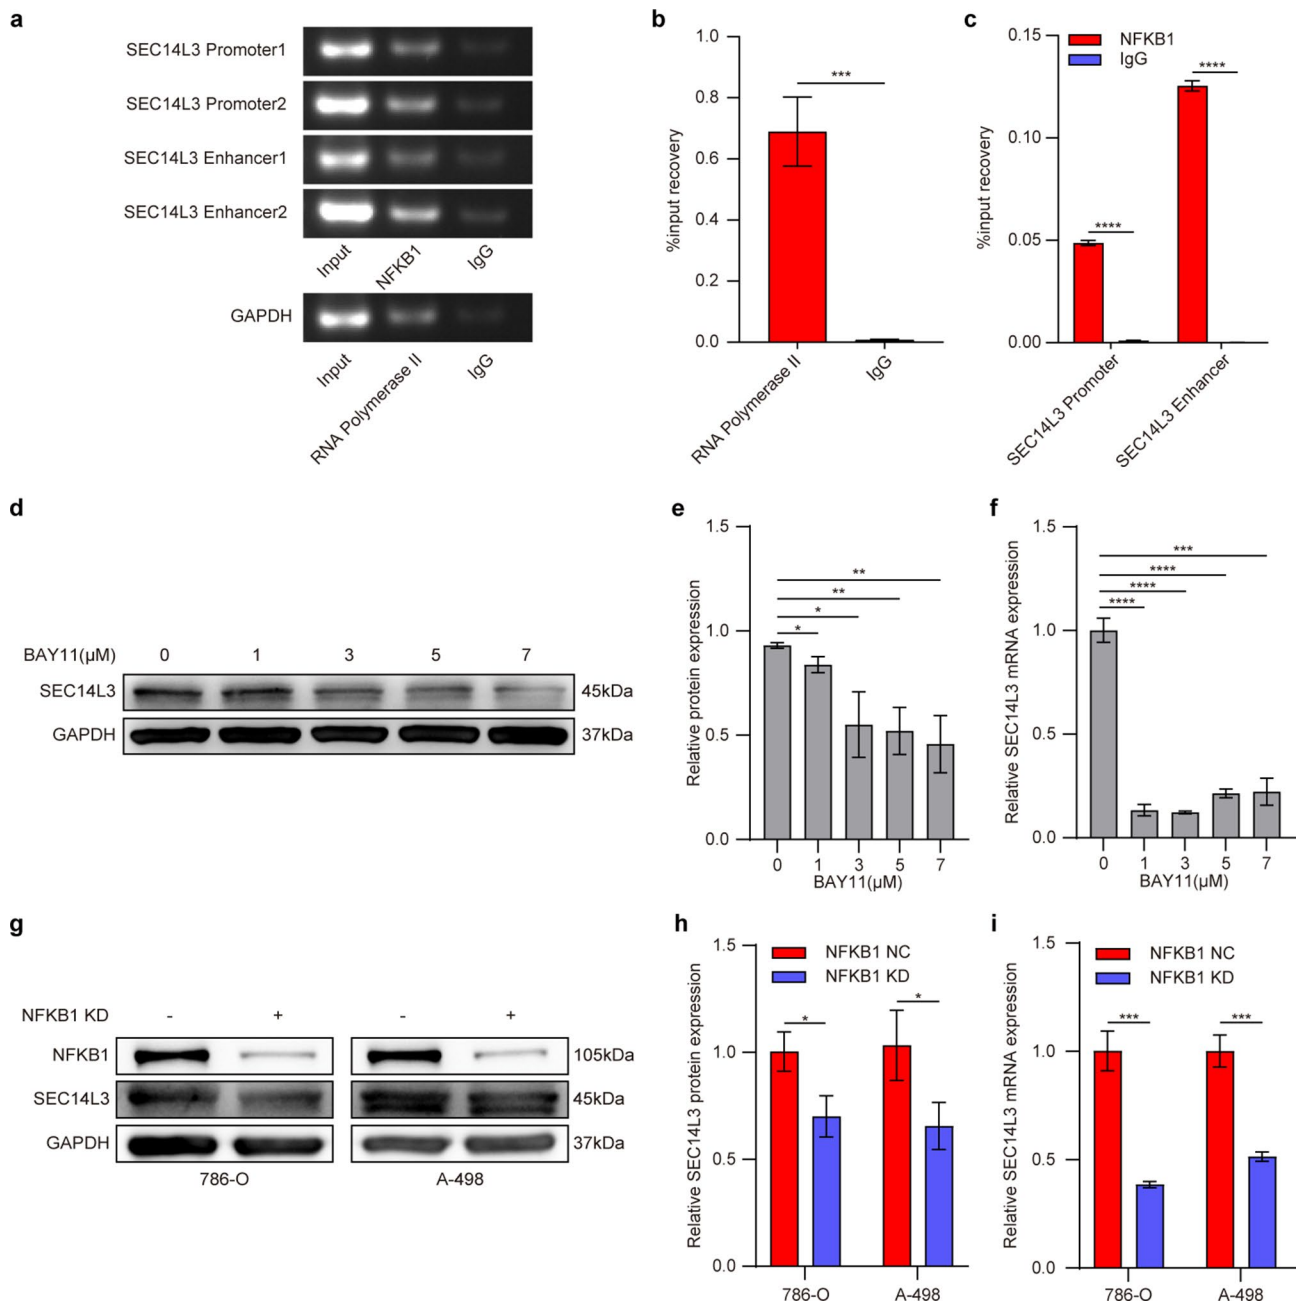 a
SEC14L3 Promoter1
SEC14L3 Promoter2
SEC14L3 Enhancer1
SEC14L3 Enhancer2
Input
NFKB1
IgG
GAPDH
Input
RNA Polymerase II
IgG
b
%input recovery
1.0
0.8
0.6
0.4
0.2
0.0
***
RNA Polymerase II
IgG
c
%input recovery
0.15
0.10
0.05
0.00
NFKB1
IgG
****
****
SEC14L3 Promoter
SEC14L3 Enhancer
d
BAY11(μM) 0 1 3 5 7
SEC14L3 45kDa
GAPDH 37kDa
e
Relative protein expression
1.5
1.0
0.5
0.0
**
**
*
*
0 1 3 5 7
BAY11(μM)
f
Relative SEC14L3 mRNA expression
1.5
1.0
0.5
0.0
***
****
****
****
0 1 3 5 7
BAY11(μM)
g
NFKB1 KD - + - +
NFKB1 105kDa
SEC14L3 45kDa
GAPDH 37kDa
786-O A-498
h
Relative SEC14L3 protein expression
1.5
1.0
0.5
0.0
NFKB1 NC
NFKB1 KD
* *
786-O A-498
i
Relative SEC14L3 mRNA expression
1.5
1.0
0.5
0.0
NFKB1 NC
NFKB1 KD
*** ***
786-O A-498